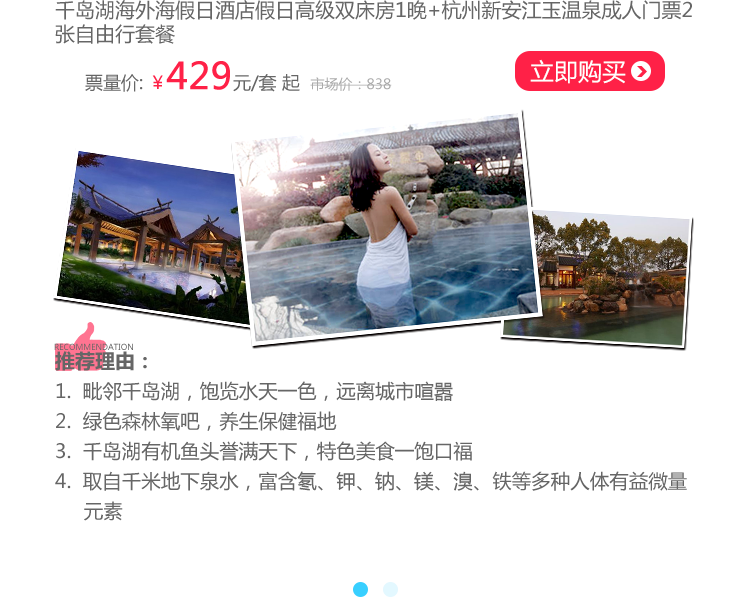 千岛湖海外海假日酒店假日高级双床房1晚+杭州新安江玉温泉成人门票2
张自由行套餐
票量价: ¥429元/套 起 市场价：838
立即购买
RECOMMENDATION
推荐理由：
1. 毗邻千岛湖，饱览水天一色，远离城市喧嚣
2. 绿色森林氧吧，养生保健福地
3. 千岛湖有机鱼头誉满天下，特色美食一饱口福
4. 取自千米地下泉水，富含氡、钾、钠、镁、溴、铁等多种人体有益微量
元素